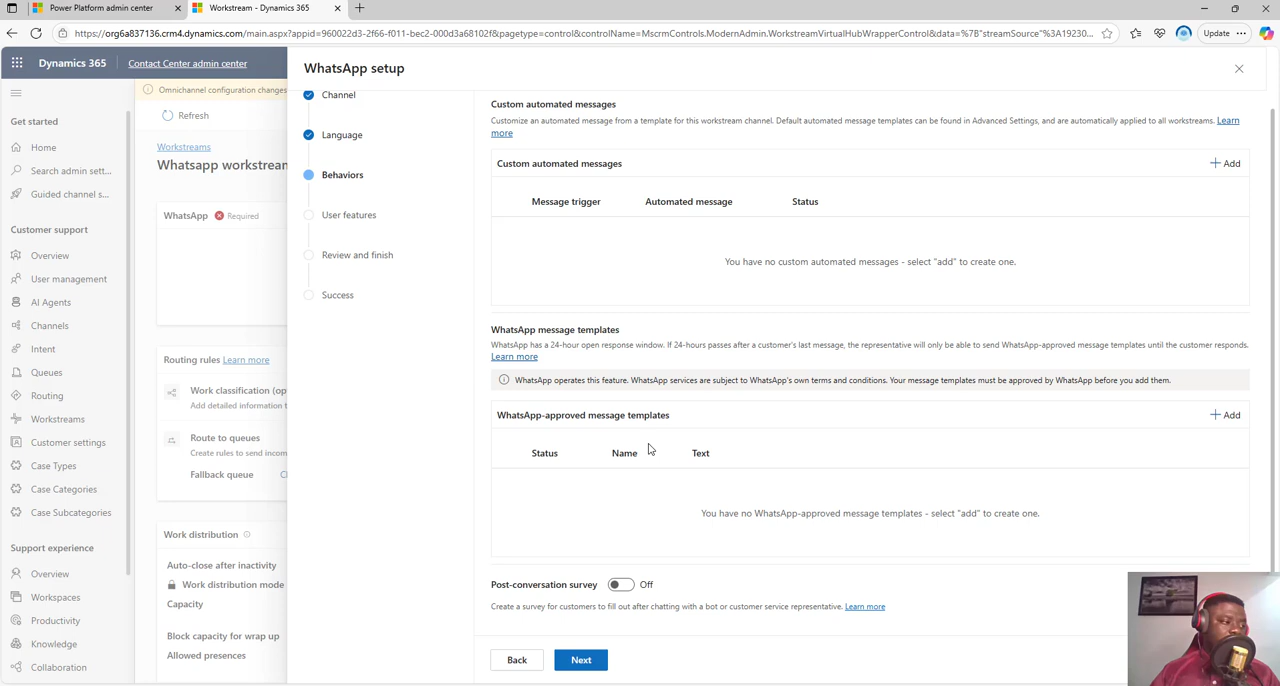 Power Platform admin center
Workstream - Dynamics 365
https://org6a837136.crm4.dynamics.com/main.aspx?appid=960022d3-2f66-f011-bec2-000d3a68102f&pagetype=control&controlName=MscrmControls.ModernAdmin.WorkstreamVirtualHubWrapperControl&data=%7B"streamSource"%3A19230...
Update
Dynamics 365
Contact Center admin center
WhatsApp setup
Omnichannel configuration changes
Refresh
Get started
Home
Search admin sett...
Guided channel s...
Customer support
Overview
User management
AI Agents
Channels
Intent
Queues
Routing
Workstreams
Customer settings
Case Types
Case Categories
Case Subcategories
Support experience
Overview
Workspaces
Productivity
Knowledge
Collaboration
Workstreams
Whatsapp workstrean
WhatsApp Required
Routing rules Learn more
Work classification (op
Add detailed information t
Route to queues
Create rules to send incom
Fallback queue
Work distribution
Auto-close after inactivity
Work distribution mode
Capacity
Block capacity for wrap up
Allowed presences
Channel
Language
Behaviors
User features
Review and finish
Success
Custom automated messages
Customize an automated message from a template for this workstream channel. Default automated message templates can be found in Advanced Settings, and are automatically applied to all workstreams. Learn
more
Custom automated messages
Add
Message trigger Automated message Status
You have no custom automated messages - select "add" to create one.
WhatsApp message templates
WhatsApp has a 24-hour open response window. If 24-hours passes after a customer's last message, the representative will only be able to send WhatsApp-approved message templates until the customer responds.
Learn more
WhatsApp operates this feature. WhatsApp services are subject to WhatsApp's own terms and conditions. Your message templates must be approved by WhatsApp before you add them.
WhatsApp-approved message templates
Add
Status Name Text
You have no WhatsApp-approved message templates - select "add" to create one.
Post-conversation survey Off
Create a survey for customers to fill out after chatting with a bot or customer service representative. Learn more
Back
Next